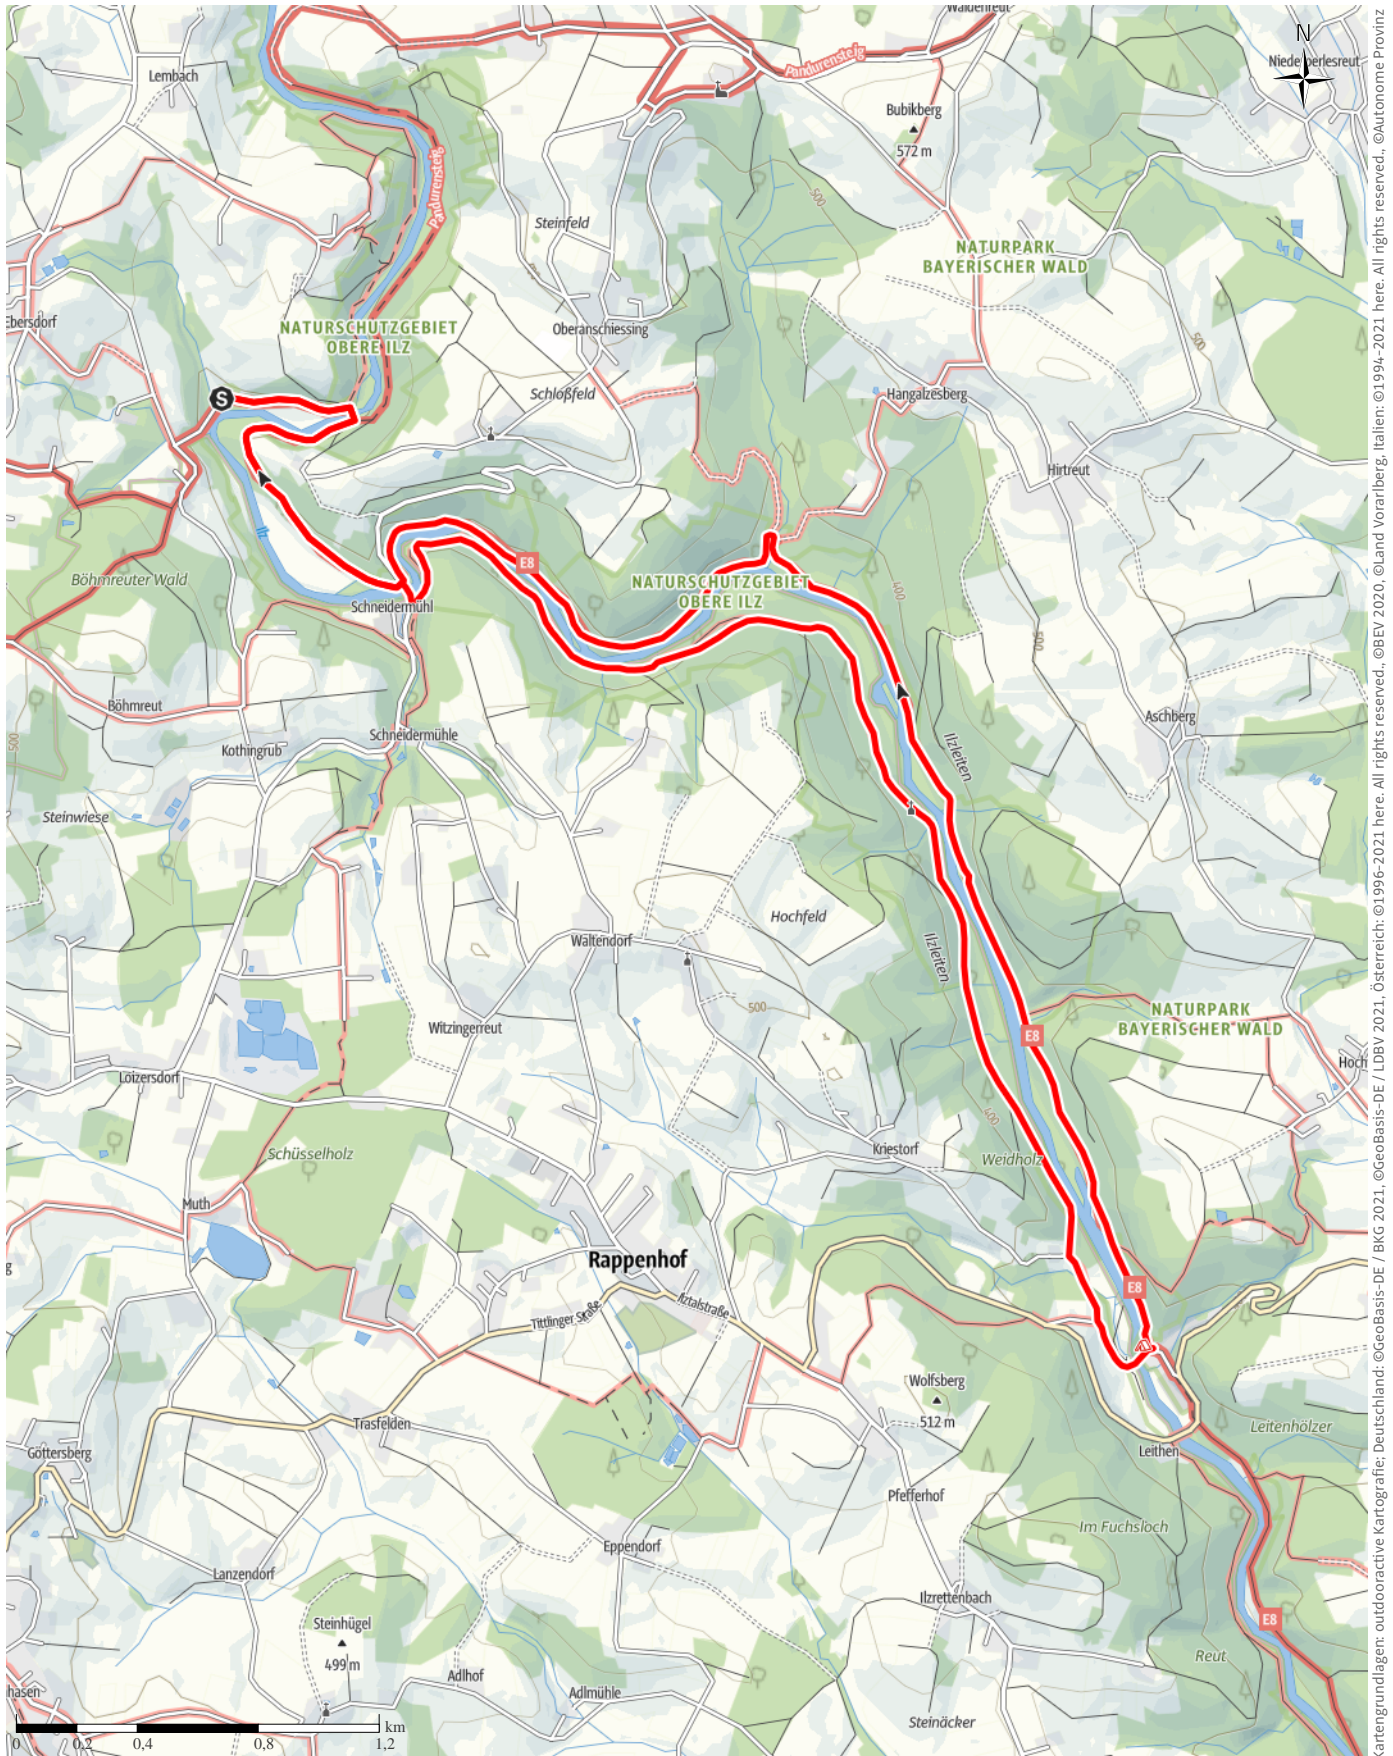 Waldenreut
N
Niederperlesreut
Lembach
Pandurensteig
Bubikberg
572 m
Pandurensteig
500
Steinfeld
NATURPARK
BAYERISCHER WALD
Ebersdorf
NATURSCHUTZGEBIET
OBERE ILZ
Oberanschiessing
500
Schloßfeld
Hangalzesberg
S
Hirtreut
Ilz
E8
Böhmreuter Wald
NATURSCHUTZGEBIET
OBERE ILZ
400
Schneidermühl
500
Böhmreut
Aschberg
500
Kothingrub
Schneidermühle
Ilzleiten
Steinwiese
Hochfeld
Waltendorf
Ilzleiten
500
NATURPARK
BAYERISCHER WALD
Witzingerreut
E8
Hoch
Loizersdorf
400
Schüsselholz
Kriestorf
Weidholz
Muth
g
Rappenhof
E8
Ilztalstraße
Tittlinger Straße
Wolfsberg
512 m
Trasfelden
Leitenhölzer
Göttersberg
Leithen
Pfefferhof
Im Fuchsloch
Eppendorf
Lanzendorf
Ilzrettenbach
Steinhügel
499 m
E8
Reut
Adlhof
hasen
Adlmühle
Steinäcker
km
0 0,2 0,4 0,8 1,2
artengrundlagen: outdooractive Kartografie; Deutschland: ©GeoBasis-DE / BKG 2021, ©GeoBasis-DE / LDBV 2021, Österreich: ©1996-2021 here. All rights reserved., ©BEV 2020, ©Land Vorarlberg, Italien: ©1994-2021 here. All rights reserved., ©Autonome Provinz